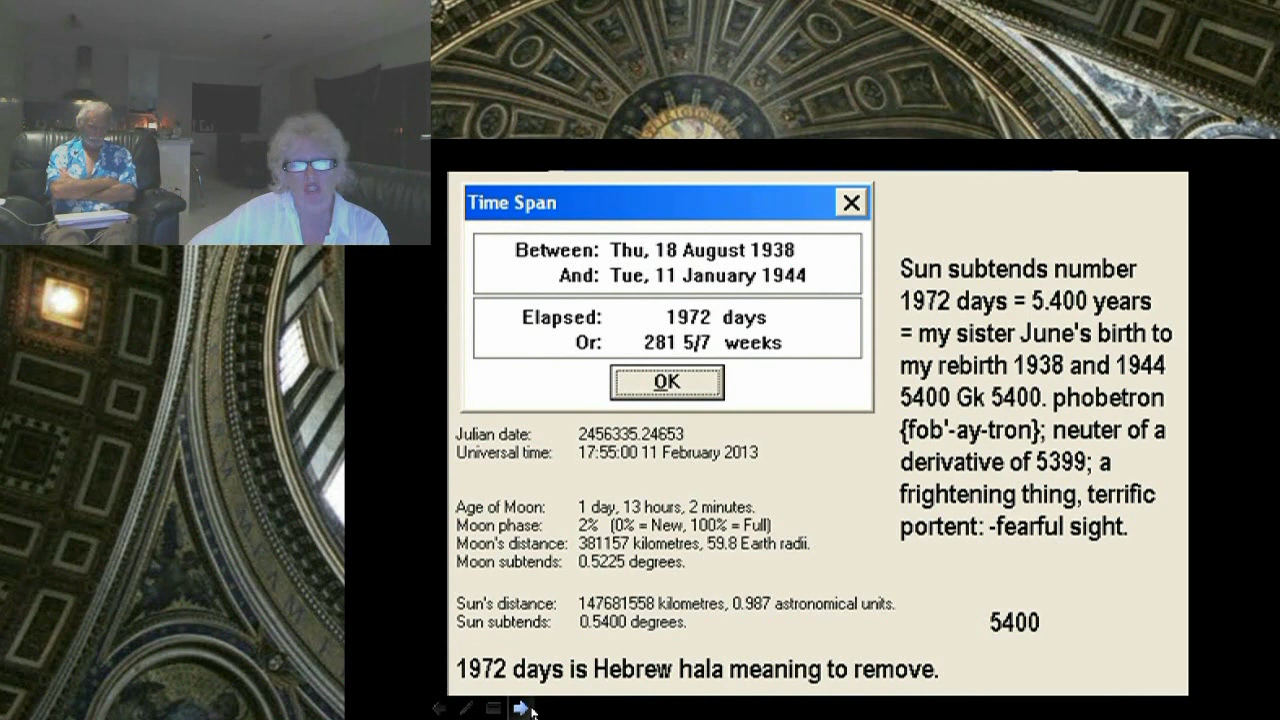 Time Span
Between: Thu, 18 August 1938
And: Tue, 11 January 1944
Elapsed: 1972 days
Or: 281 5/7 weeks
OK
Julian date: 2456335.24653
Universal time: 17:55:00 11 February 2013
Age of Moon: 1 day, 13 hours, 2 minutes.
Moon phase: 2% (0% = New, 100% = Full)
Moon's distance: 381157 kilometres, 59.8 Earth radii.
Moon subtends: 0.5225 degrees.
Sun's distance: 147681558 kilometres, 0.987 astronomical units.
Sun subtends: 0.5400 degrees.
1972 days is Hebrew hala meaning to remove.
Sun subtends number
1972 days = 5.400 years
= my sister June's birth to
my rebirth 1938 and 1944
5400 Gk 5400. phobetron
{fob'-ay-tron}; neuter of a
derivative of 5399; a
frightening thing, terrific
portent: -fearful sight.
5400